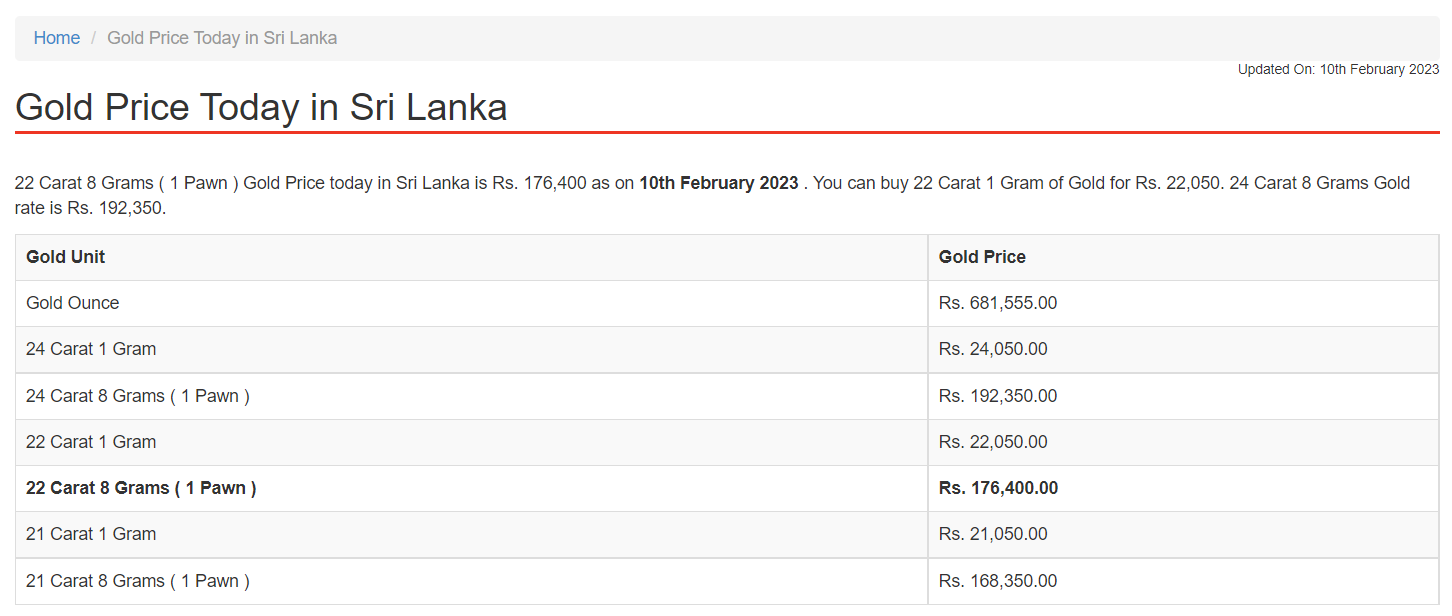 Home / Gold Price Today in Sri Lanka
Updated On: 10th February 2023
Gold Price Today in Sri Lanka
22 Carat 8 Grams ( 1 Pawn ) Gold Price today in Sri Lanka is Rs. 176,400 as on 10th February 2023 . You can buy 22 Carat 1 Gram of Gold for Rs. 22,050. 24 Carat 8 Grams Gold
rate is Rs. 192,350.
Gold Unit Gold Price
Gold Ounce Rs. 681,555.00
24 Carat 1 Gram Rs. 24,050.00
24 Carat 8 Grams ( 1 Pawn ) Rs. 192,350.00
22 Carat 1 Gram Rs. 22,050.00
22 Carat 8 Grams ( 1 Pawn ) Rs. 176,400.00
21 Carat 1 Gram Rs. 21,050.00
21 Carat 8 Grams ( 1 Pawn ) Rs. 168,350.00